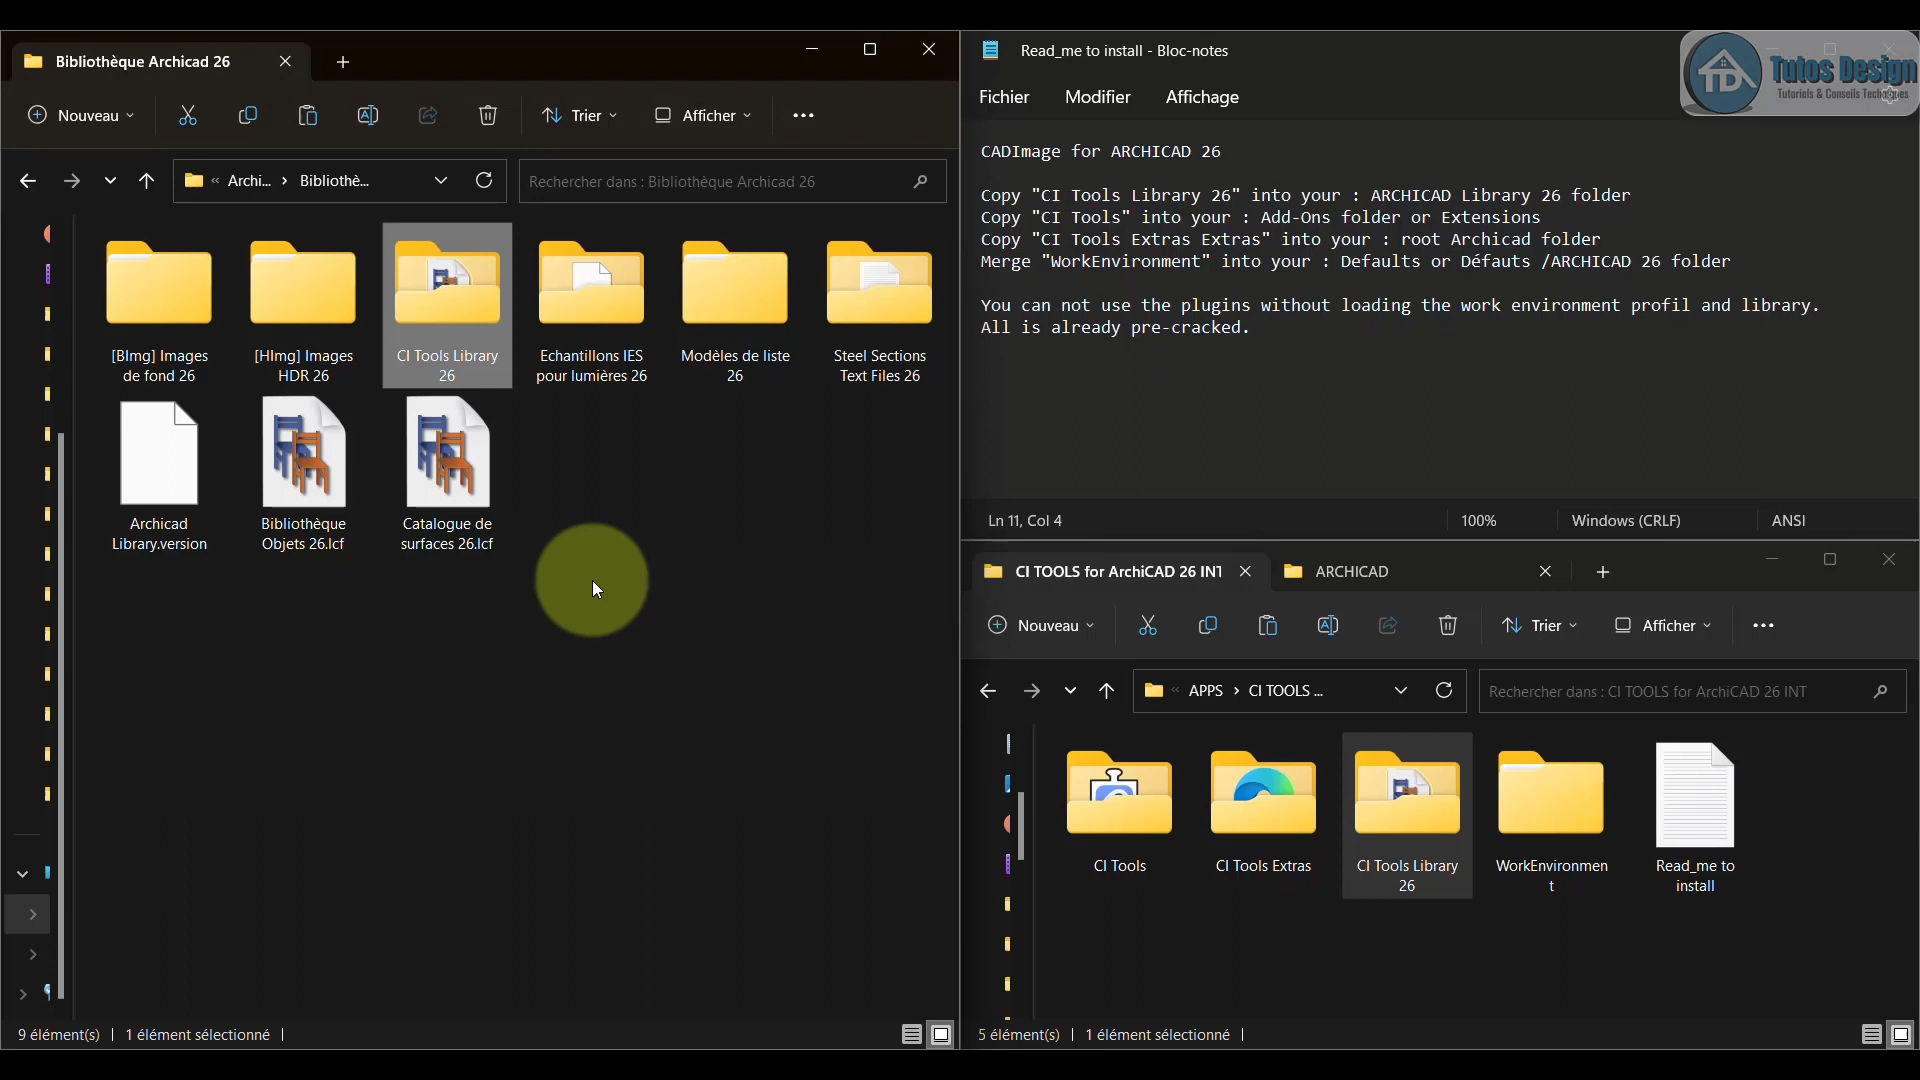 Bibliothèque Archicad 26
Nouveau
Trier
Afficher
Archi...
Bibliothè...
Rechercher dans : Bibliothèque Archicad 26
[BImg] Images
de fond 26
[HImg] Images
HDR 26
CI Tools Library
26
Echantillons IES
pour lumières 26
Modèles de liste
26
Steel Sections
Text Files 26
Archicad
Library.version
Bibliothèque
Objets 26.lcf
Catalogue de
surfaces 26.lcf
9 élément(s)
1 élément sélectionné
Read_me to install - Bloc-notes
Fichier
Modifier
Affichage
TD
Tutos Design
Tutoriels & Conseils Techniques
CADImage for ARCHICAD 26
Copy "CI Tools Library 26" into your : ARCHICAD Library 26 folder
Copy "CI Tools" into your : Add-Ons folder or Extensions
Copy "CI Tools Extras Extras" into your : root Archicad folder
Merge "WorkEnvironment" into your : Defaults or Défauts /ARCHICAD 26 folder
You can not use the plugins without loading the work environment profil and library.
All is already pre-cracked.
Ln 11, Col 4
100%
Windows (CRLF)
ANSI
CI TOOLS for ArchiCAD 26 INT
ARCHICAD
Nouveau
Trier
Afficher
APPS
CI TOOLS ...
Rechercher dans : CI TOOLS for ArchiCAD 26 INT
CI Tools
CI Tools Extras
CI Tools Library
26
WorkEnvironmen
t
Read_me to
install
5 élément(s)
1 élément sélectionné